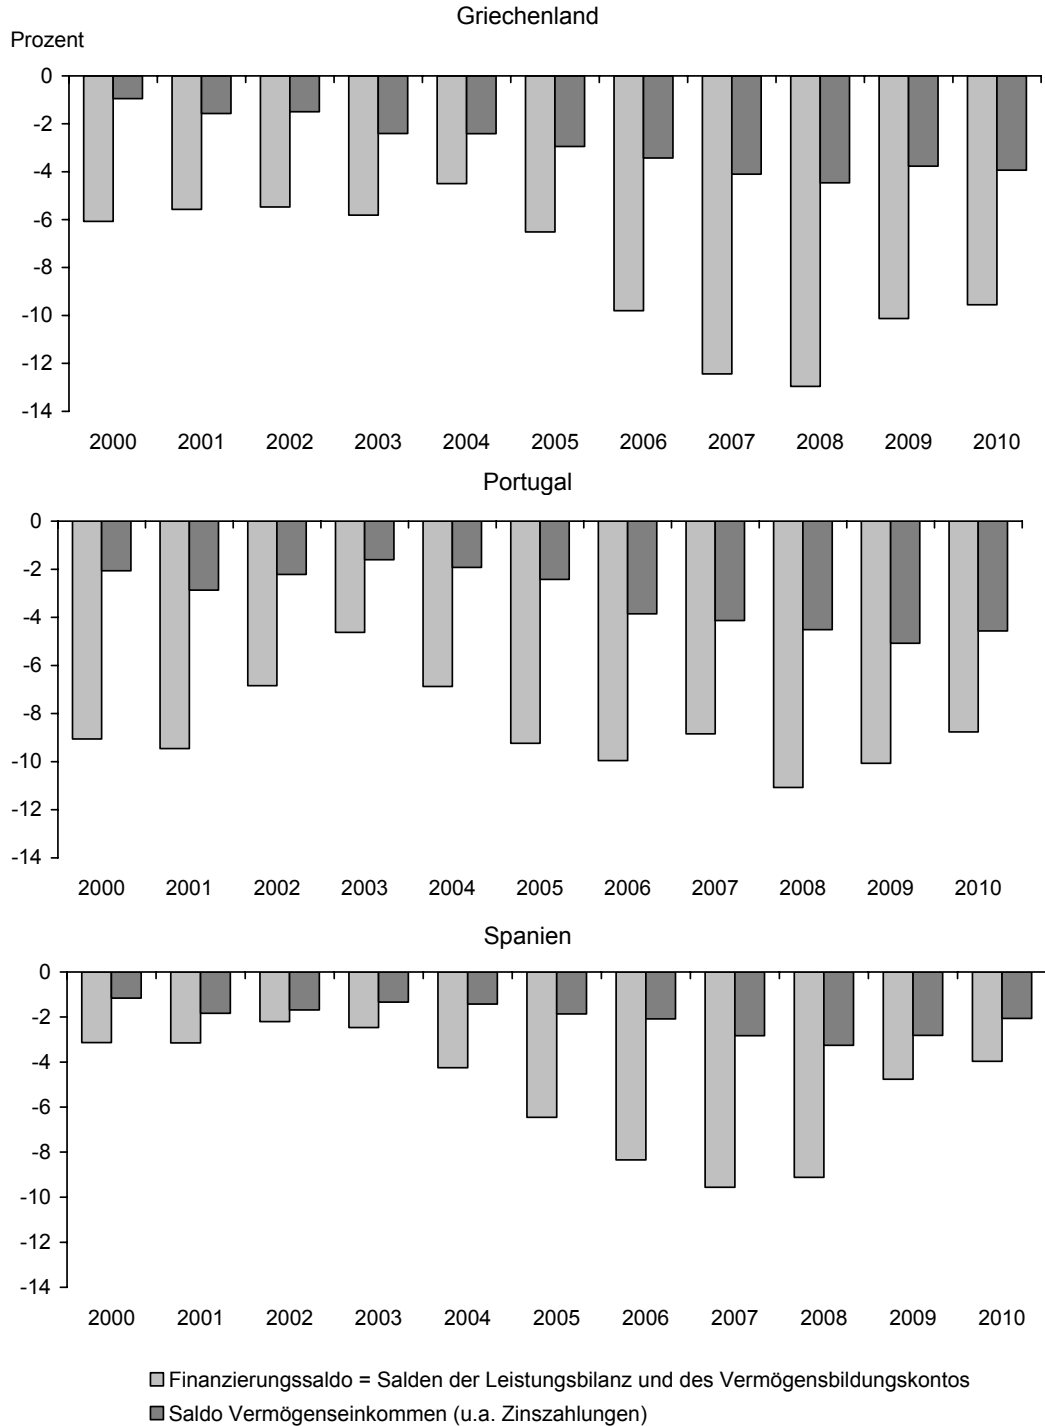 Griechenland
Prozent
0
-2
-4
-6
-8
-10
-12
-14
2000 2001 2002 2003 2004 2005 2006 2007 2008 2009 2010
Portugal
0
-2
-4
-6
-8
-10
-12
-14
2000 2001 2002 2003 2004 2005 2006 2007 2008 2009 2010
Spanien
0
-2
-4
-6
-8
-10
-12
-14
2000 2001 2002 2003 2004 2005 2006 2007 2008 2009 2010
Finanzierungssaldo = Salden der Leistungsbilanz und des Vermögensbildungskontos
Saldo Vermögenseinkommen (u.a. Zinszahlungen)